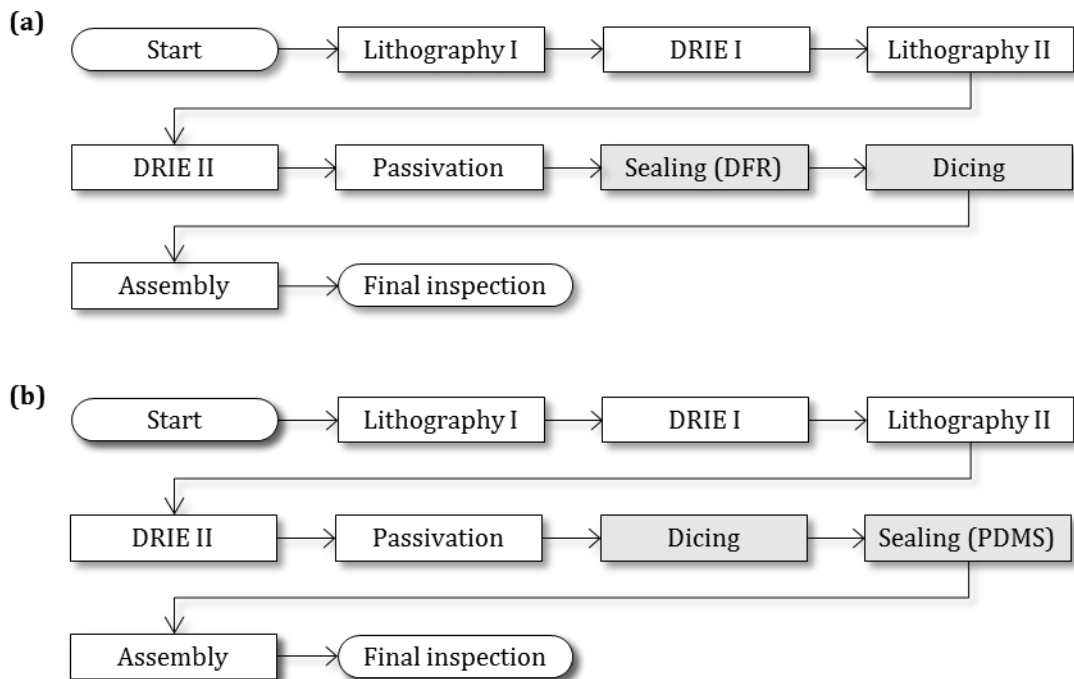 (a)
Start
Lithography I
DRIE I
Lithography II
DRIE II
Passivation
Sealing (DFR)
Dicing
Assembly
Final inspection
(b)
Start
Lithography I
DRIE I
Lithography II
DRIE II
Passivation
Dicing
Sealing (PDMS)
Assembly
Final inspection